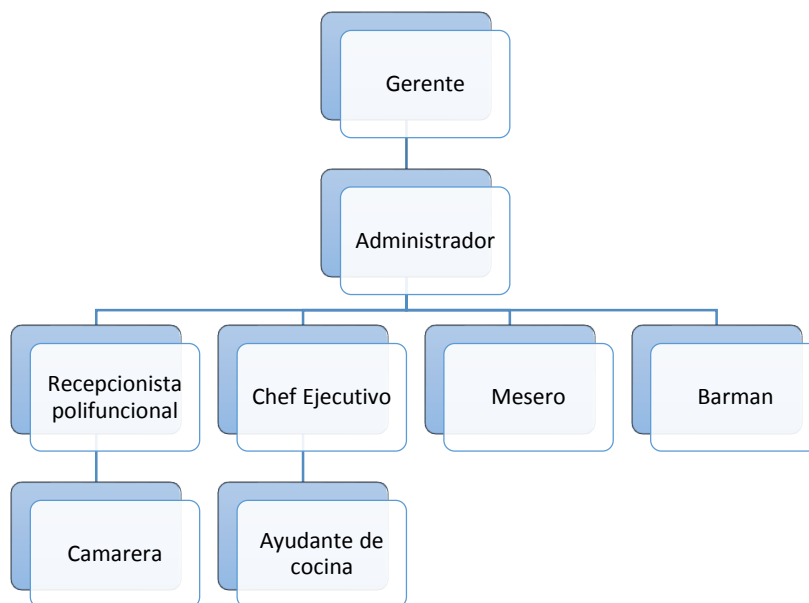 Gerente
Administrador
Recepcionista
polifuncional
Chef Ejecutivo
Mesero
Barman
Camarera
Ayudante de
cocina